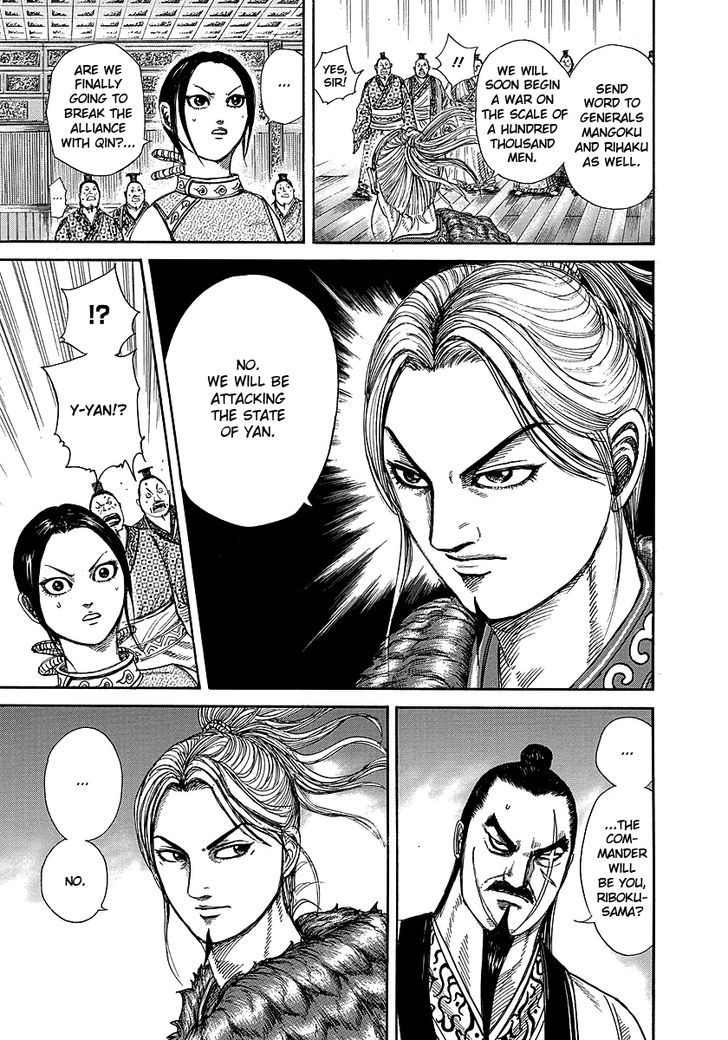 SEND
WORD TO
GENERALS
MANGOKU
AND RIHAKU
AS WELL.
WE WILL
SOON BEGIN
A WAR ON
THE SCALE OF
A HUNDRED
THOUSAND
MEN.
!!
YES,
SIR!
...
ARE WE
FINALLY
GOING TO
BREAK THE
ALLIANCE
WITH QIN?...
...
NO.
WE WILL BE
ATTACKING
THE STATE
OF YAN.
!?
Y-YAN!?
...
...THE
COM-
MANDER
WILL
BE YOU,
RIBOKU-
SAMA?
...
NO.